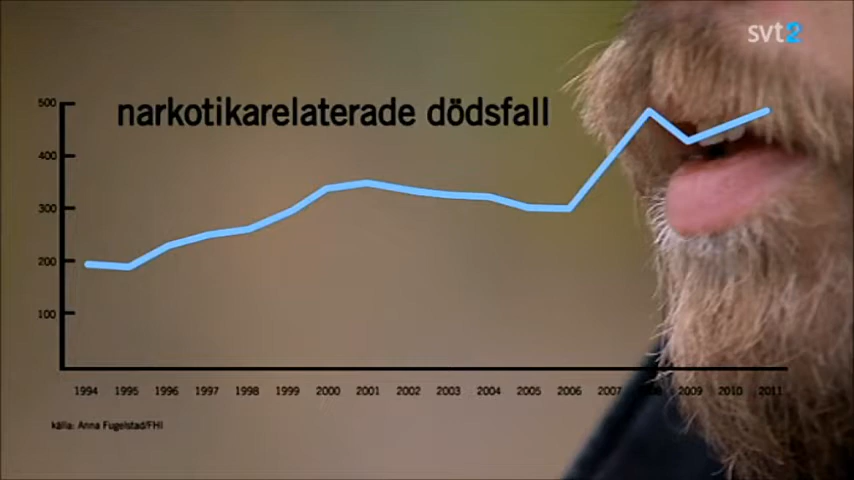 svt2
narkotikarelaterade dödsfall
500
400
300
200
100
1994 1995 1996 1997 1998 1999 2000 2001 2002 2003 2004 2005 2006 2007 2008 2009 2010 2011
källa: Anna Fugelstad/FHI